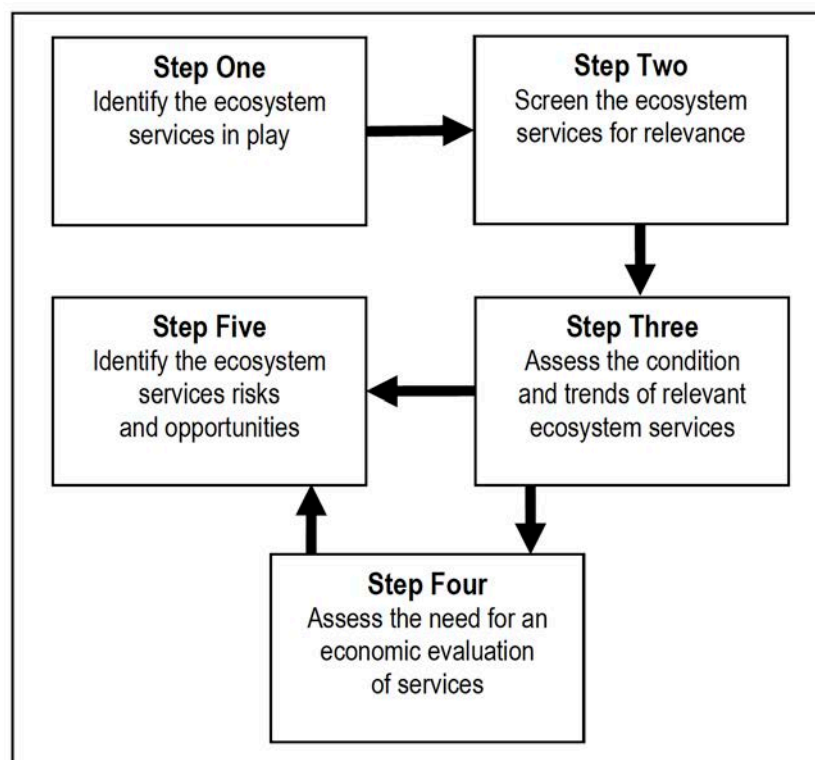 Step One
Identify the ecosystem
services in play
Step Two
Screen the ecosystem
services for relevance
Step Three
Assess the condition
and trends of relevant
ecosystem services
Step Four
Assess the need for an
economic evaluation
of services
Step Five
Identify the ecosystem
services risks
and opportunities